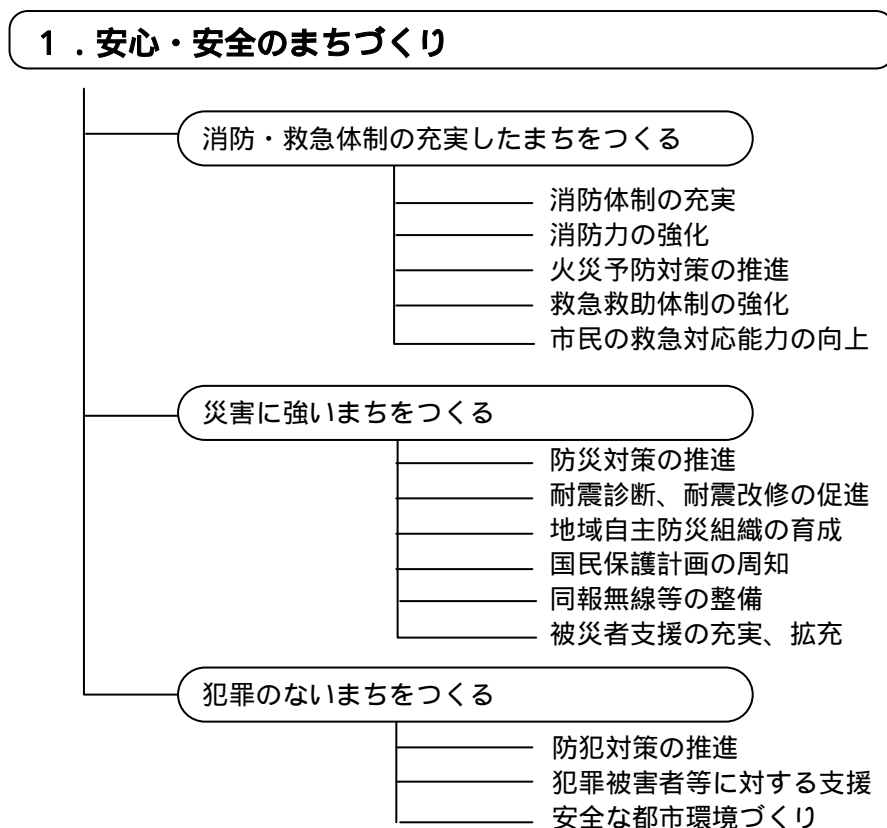 １．安心・安全のまちづくり
消防・救急体制の充実したまちをつくる
消防体制の充実
消防力の強化
火災予防対策の推進
救急救助体制の強化
市民の救急対応能力の向上
災害に強いまちをつくる
防災対策の推進
耐震診断、耐震改修の促進
地域自主防災組織の育成
国民保護計画の周知
同報無線等の整備
被災者支援の充実、拡充
犯罪のないまちをつくる
防犯対策の推進
犯罪被害者等に対する支援
安全な都市環境づくり